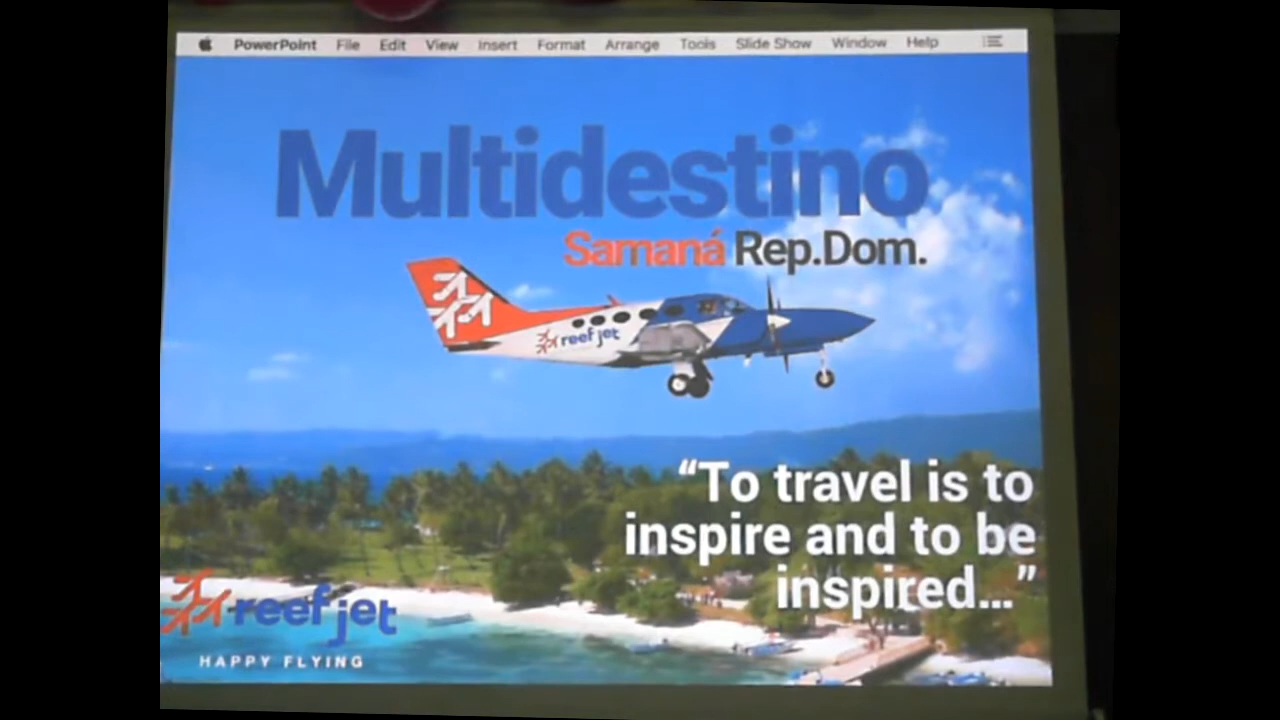 PowerPoint File Edit View Insert Format Arrange Tools Slide Show Window Help
Multidestino
Samaná Rep.Dom.
reef jet
“To travel is to
inspire and to be
inspired...”
reef jet
HAPPY FLYING